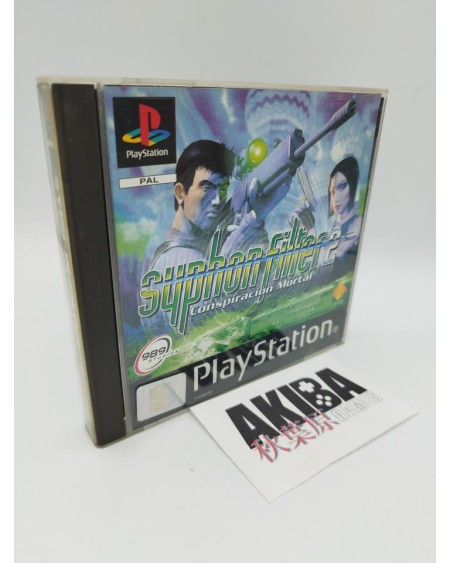 PlayStation
PAL
Syphon Filter 2
Conspiración Mortal
989
PlayStation
AKIBA
秋葉原